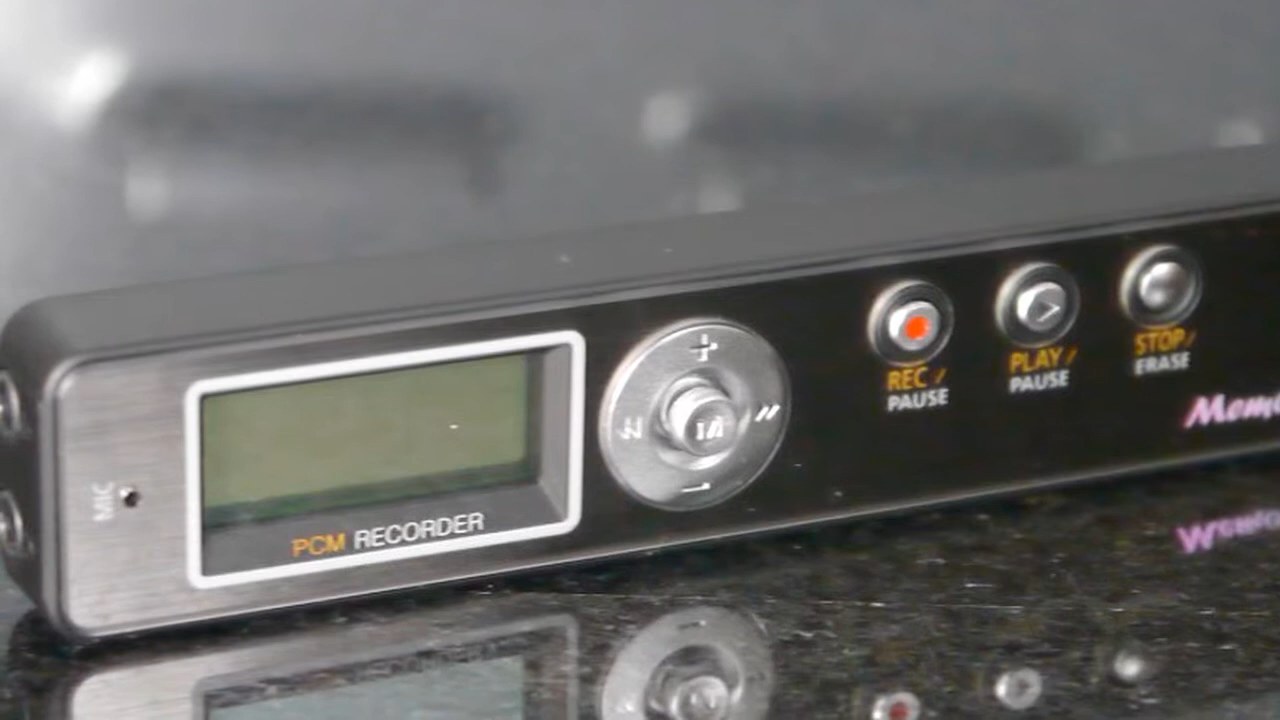 MIC
PCM RECORDER
REC /
PAUSE
PLAY /
PAUSE
STOP /
ERASE